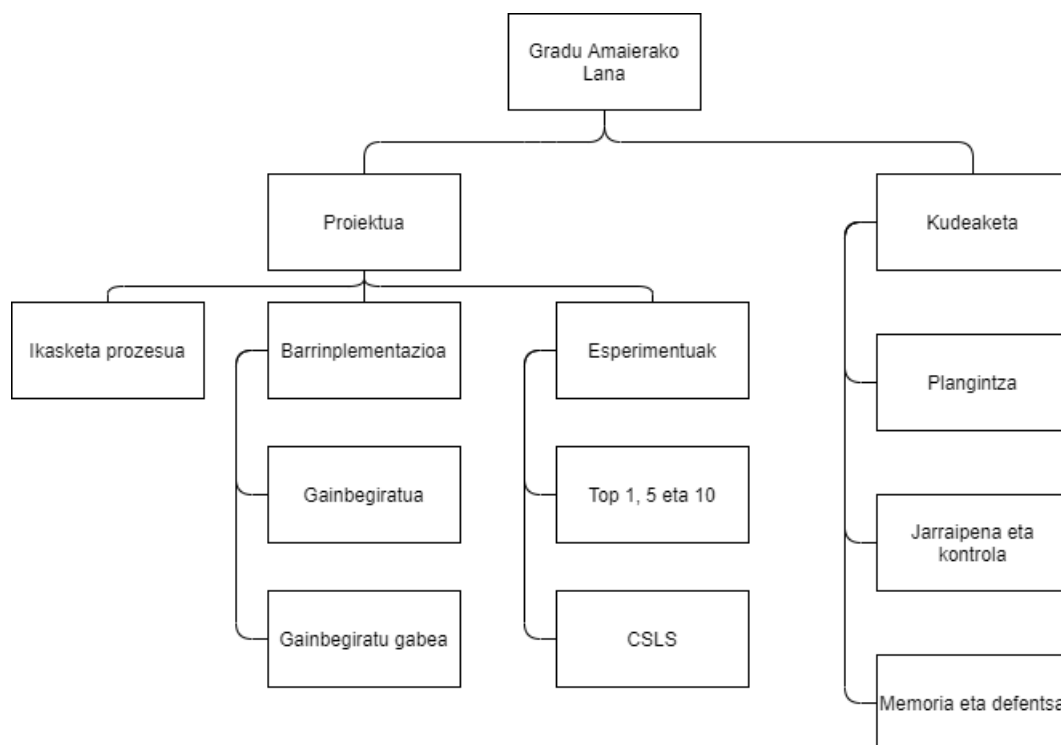 Gradu Amaierako
Lana
Proiektua
Kudeaketa
Ikasketa prozesua
Barrinplementazioa
Esperimentuak
Plangintza
Gainbegiratua
Top 1, 5 eta 10
Jarraipena eta
kontrola
Gainbegiratu gabea
CSLS
Memoria eta defentsa